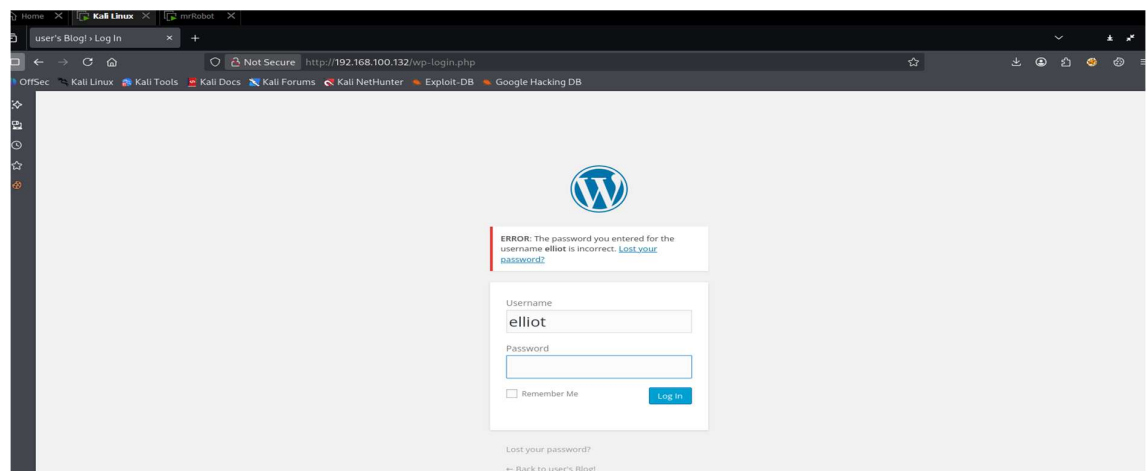 Home Kali Linux mrRobot
user's Blog! › Log In
Not Secure http://192.168.100.132/wp-login.php
OffSec Kali Linux Kali Tools Kali Docs Kali Forums Kali NetHunter Exploit-DB Google Hacking DB
ERROR: The password you entered for the
username elliot is incorrect. Lost your
password?
Username
elliot
Password
Remember Me
Log In
Lost your password?
← Back to user's Blog!